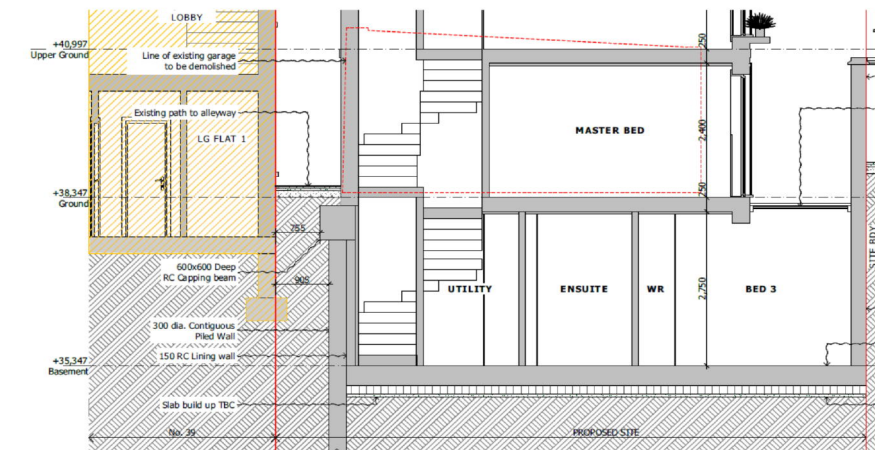 LOBBY
+40,997
Upper Ground
Line of existing garage
to be demolished
250
Existing path to alleyway
LG FLAT 1
MASTER BED
2,400
+38,347
Ground
250
755
600x600 Deep
RC Capping beam
905
UTILITY
ENSUITE
WR
2,750
BED 3
SITE BDY
300 dia. Contiguous
Piled Wall
150 RC Lining wall
+35,347
Basement
Slab build up TBC
No. 39
PROPOSED SITE